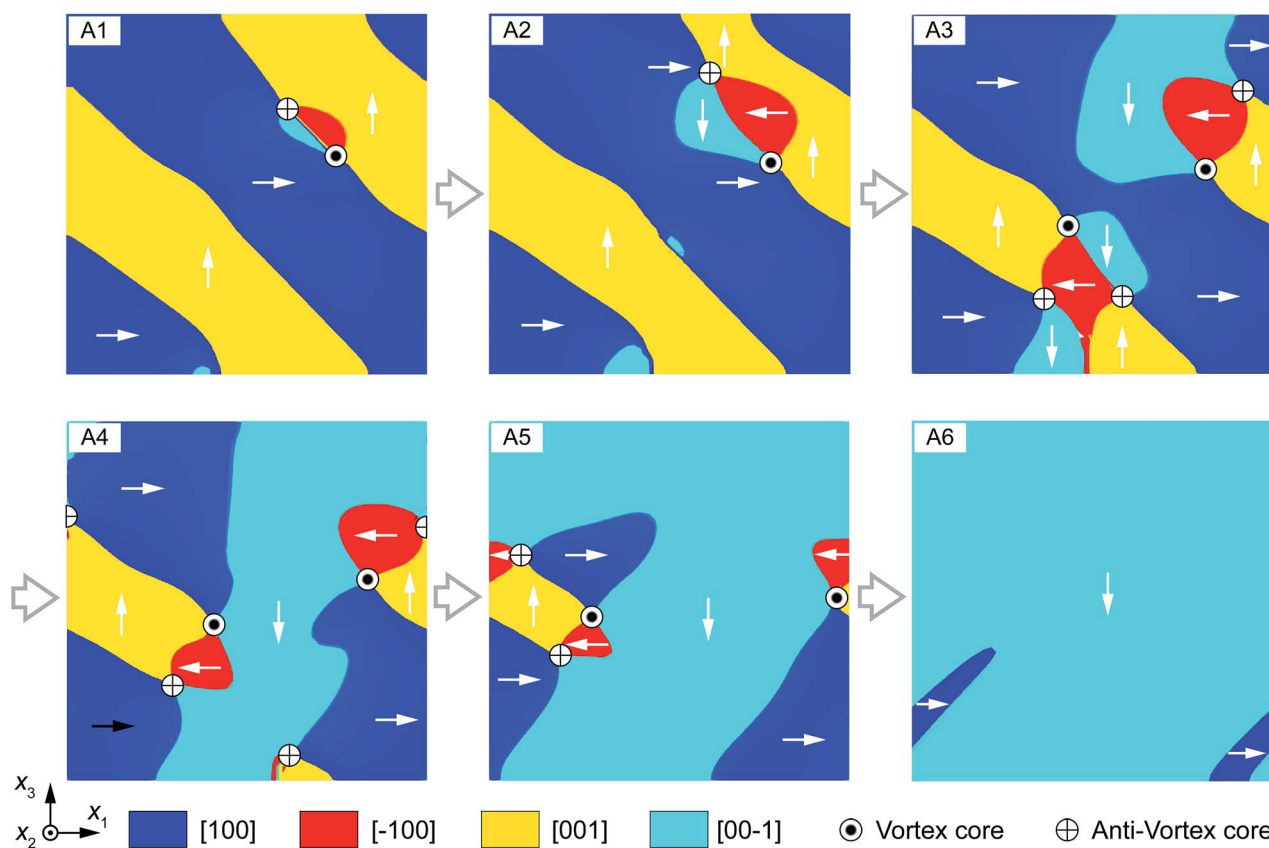 A1
A2
A3
A4
A5
A6
x3
x2
x1
[100]
[-100]
[001]
[00-1]
Vortex core
Anti-Vortex core